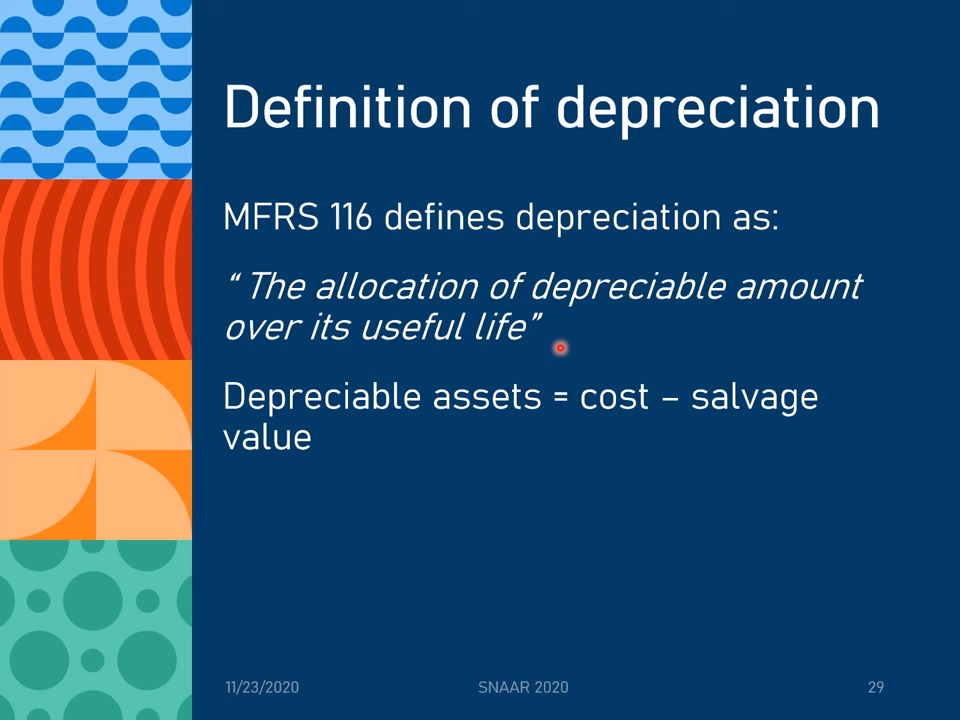 Definition of depreciation
MFRS 116 defines depreciation as:
“ The allocation of depreciable amount
over its useful life”
Depreciable assets = cost – salvage
value
11/23/2020 SNAAR 2020 29